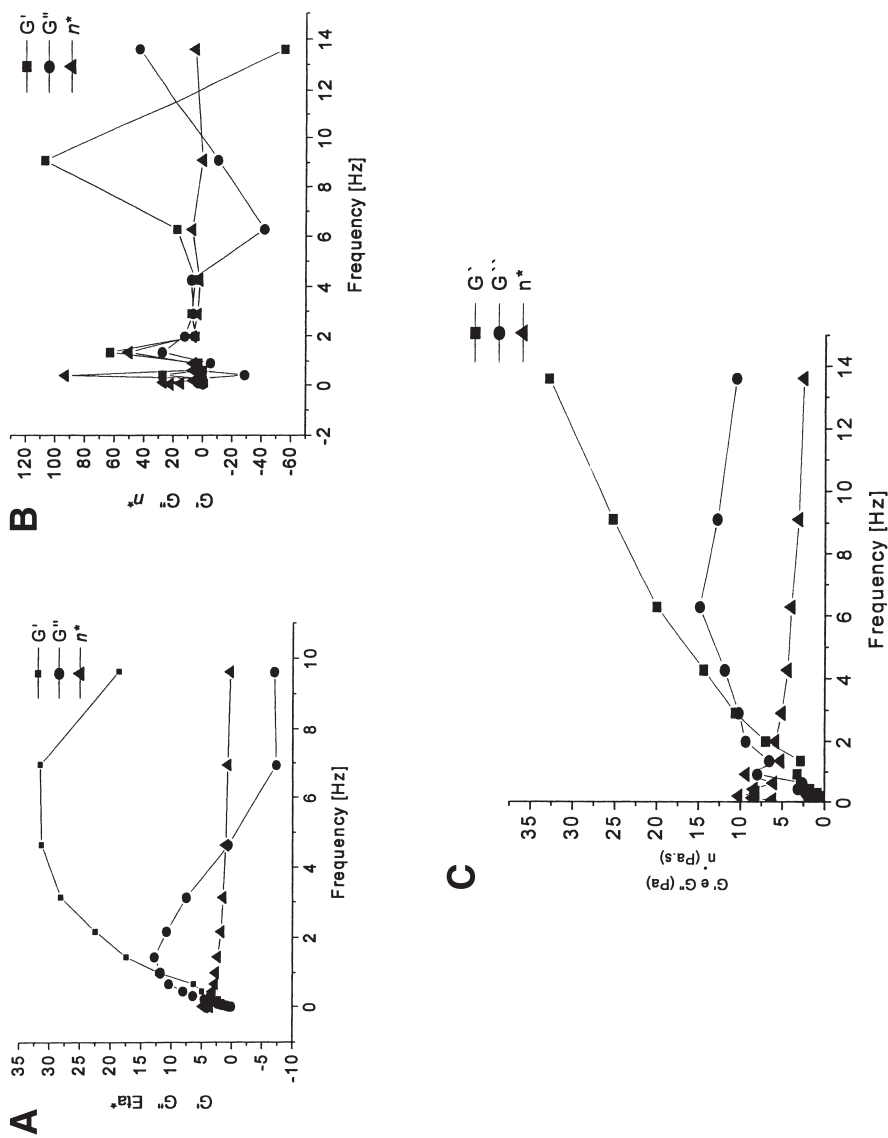 A
G'
G"
n*
35
30
25
20
15
10
5
0
-5
-10
G' G" Eta*
0
2
4
6
8
10
Frequency [Hz]
B
G'
G"
n*
120
100
80
60
40
20
0
-20
-40
-60
G' G" n*
-2
0
2
4
6
8
10
12
14
Frequency [Hz]
C
G`
G``
n*
35
30
25
20
15
10
5
0
G' e G" (Pa)
n* (Pa.s)
0
2
4
6
8
10
12
14
Frequency [Hz]